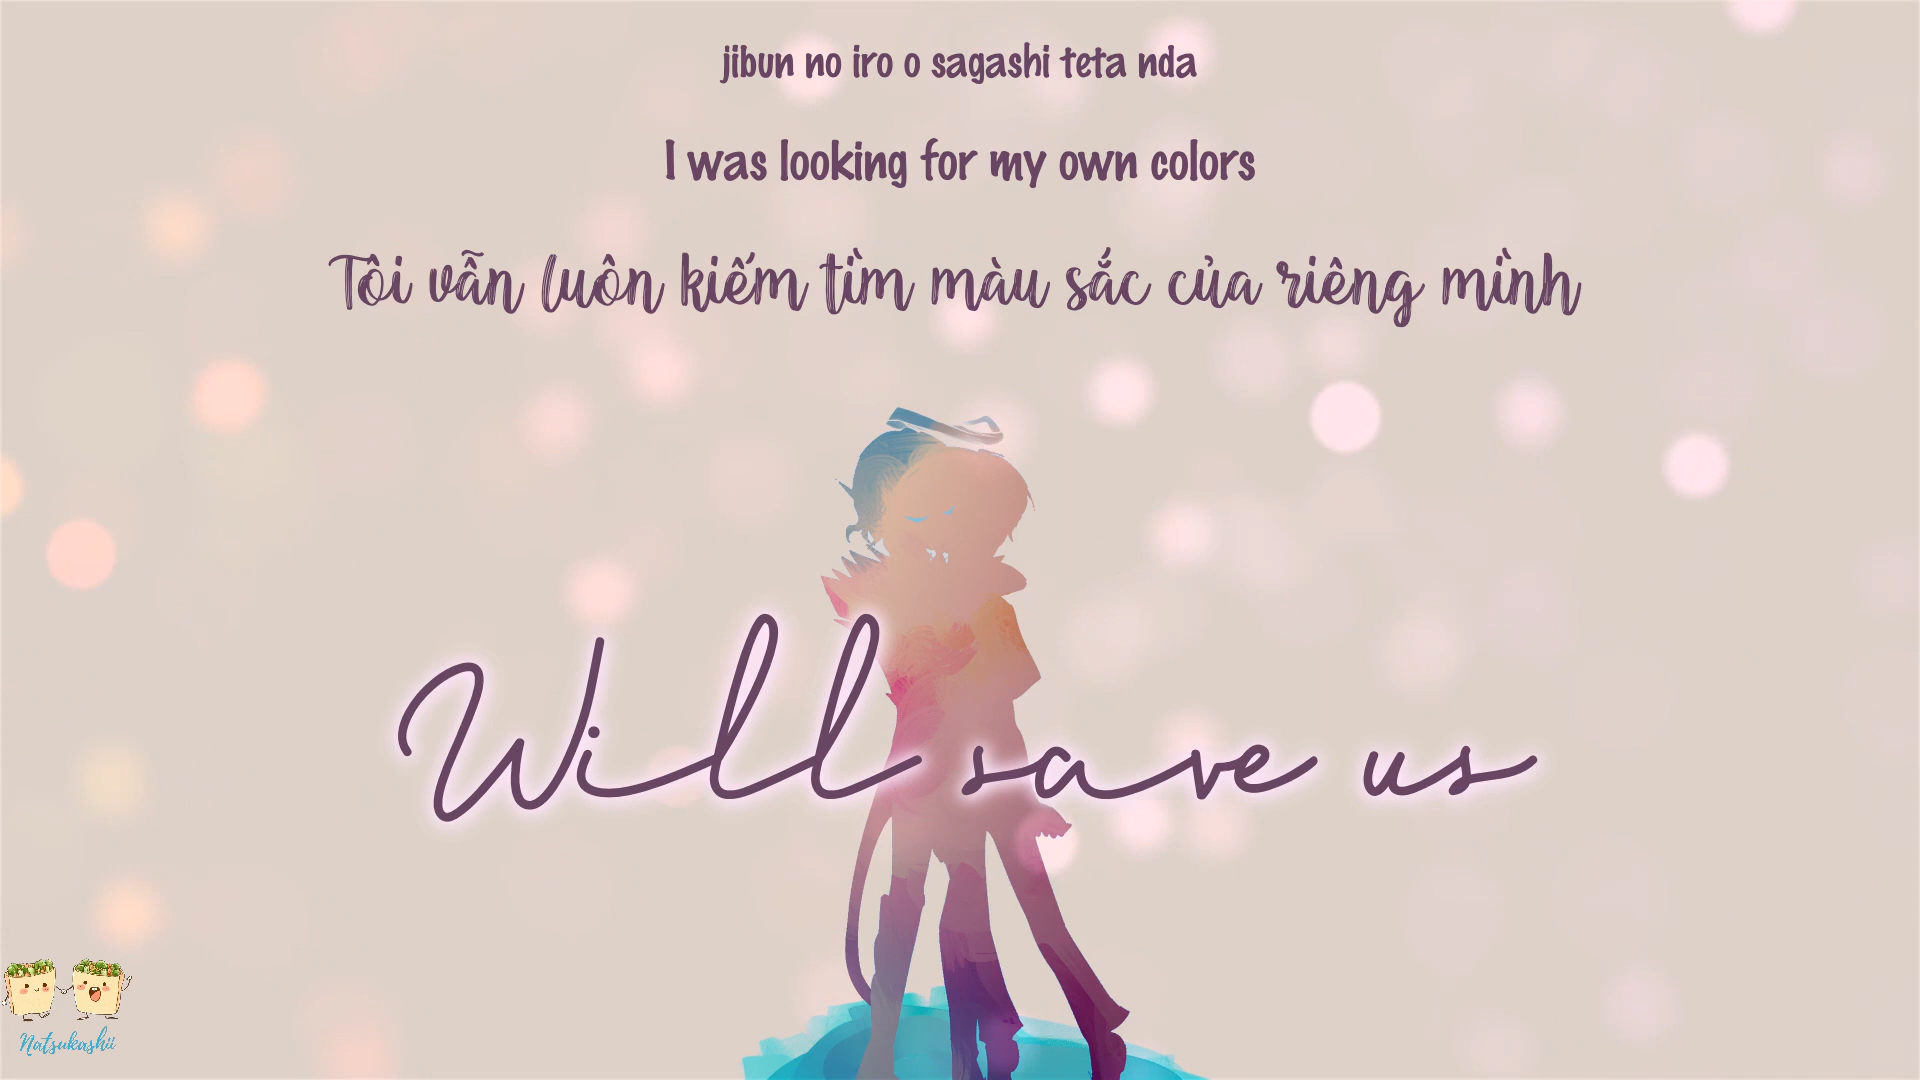 jibun no iro o sagashi teta nda
I was looking for my own colors
Tôi vẫn luôn kiếm tìm màu sắc của riêng mình
Will save us
Natsukashii